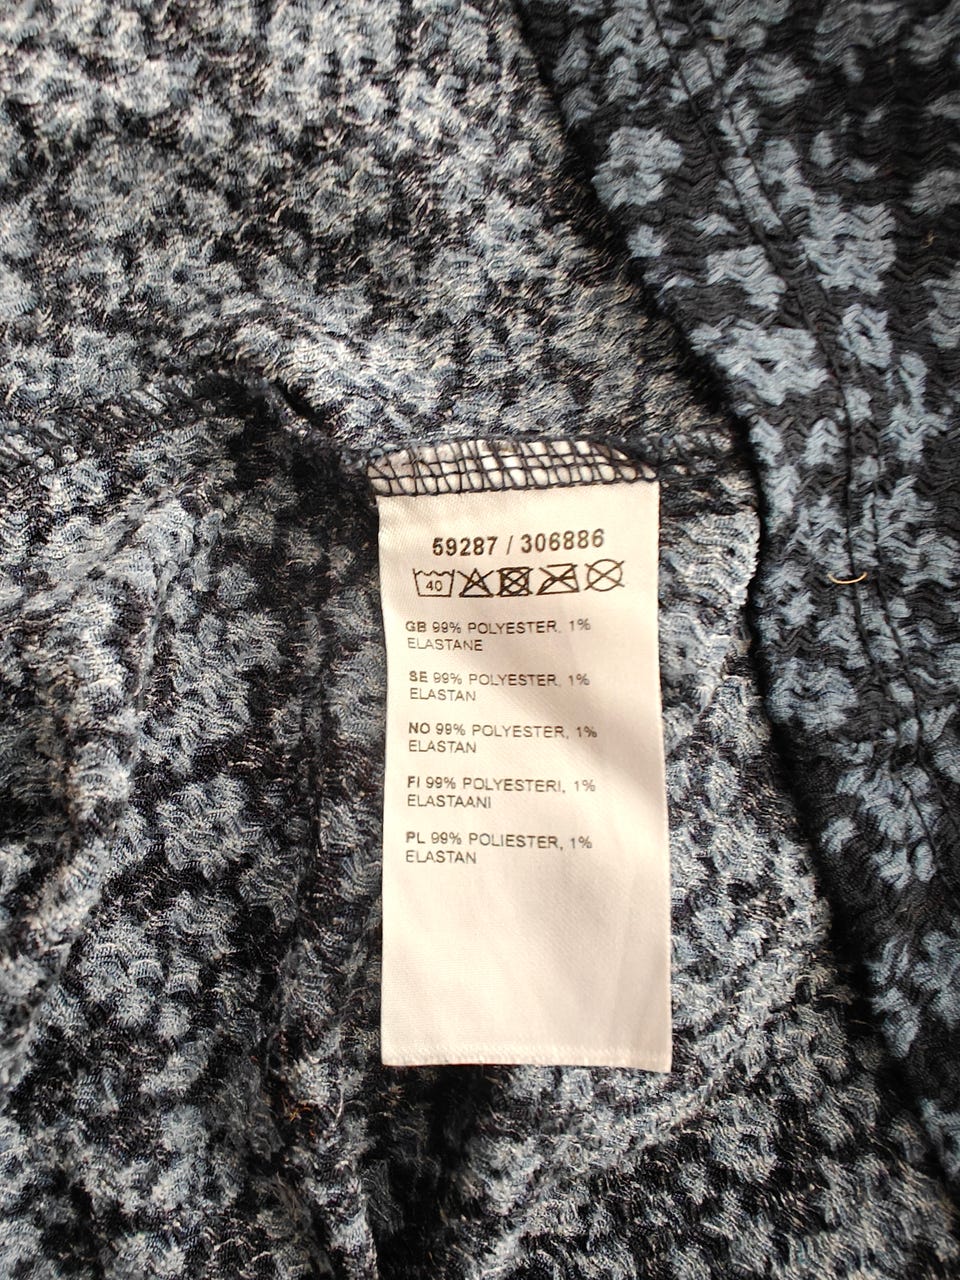 59287 / 306886
40
GB 99% POLYESTER, 1%
ELASTANE
SE 99% POLYESTER, 1%
ELASTAN
NO 99% POLYESTER, 1%
ELASTAN
FI 99% POLYESTERI, 1%
ELASTAANI
PL 99% POLIESTER, 1%
ELASTAN